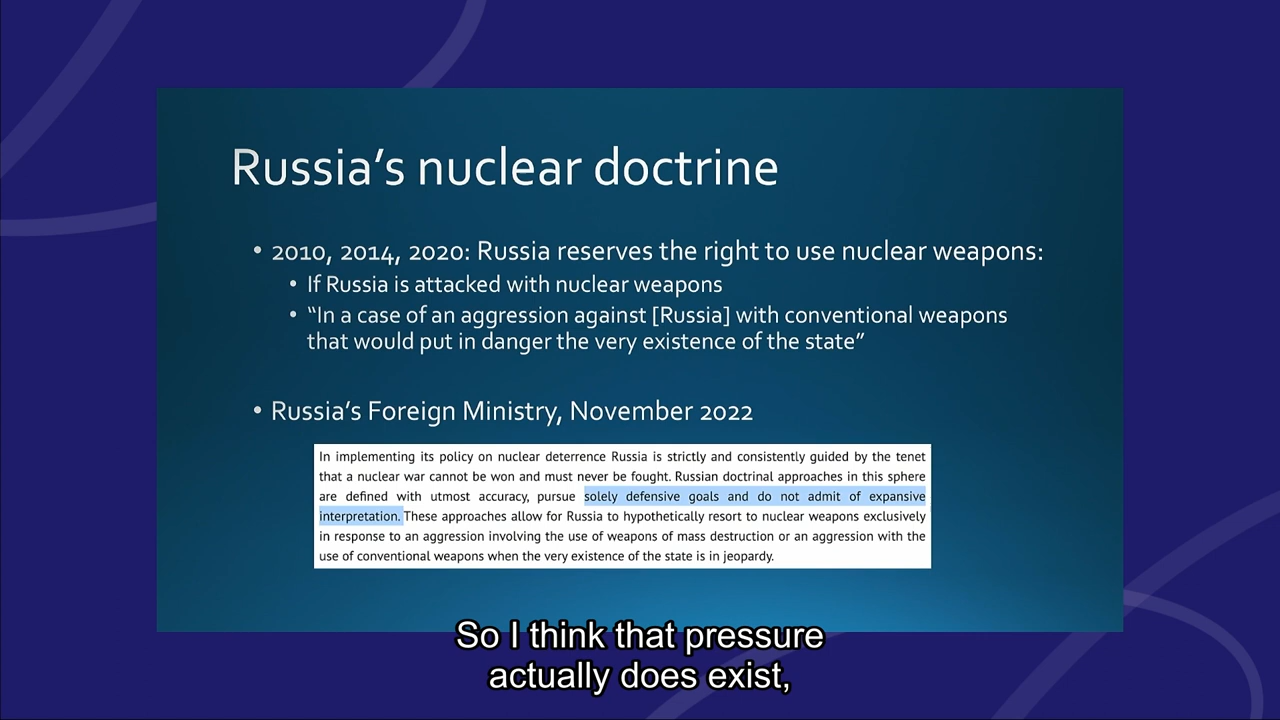 Russia's nuclear doctrine
• 2010, 2014, 2020: Russia reserves the right to use nuclear weapons:
• If Russia is attacked with nuclear weapons
• “In a case of an aggression against [Russia] with conventional weapons
that would put in danger the very existence of the state”
• Russia's Foreign Ministry, November 2022
In implementing its policy on nuclear deterrence Russia is strictly and consistently guided by the tenet
that a nuclear war cannot be won and must never be fought. Russian doctrinal approaches in this sphere
are defined with utmost accuracy, pursue solely defensive goals and do not admit of expansive
interpretation. These approaches allow for Russia to hypothetically resort to nuclear weapons exclusively
in response to an aggression involving the use of weapons of mass destruction or an aggression with the
use of conventional weapons when the very existence of the state is in jeopardy.
So I think that pressure
actually does exist,